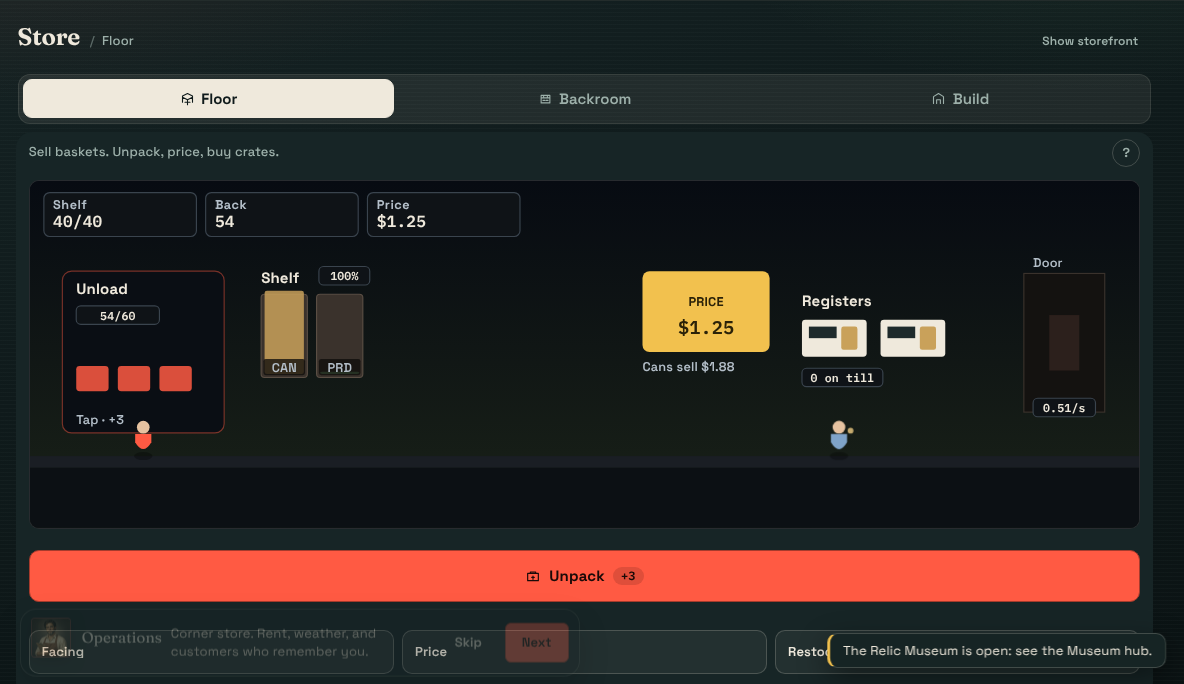 Store / Floor
Show storefront
Floor
Backroom
Build
Sell baskets. Unpack, price, buy crates.
?
Shelf
40/40
Back
54
Price
$1.25
Unload
54/60
Tap · +3
Shelf
100%
CAN
PRD
PRICE
$1.25
Cans sell $1.88
Registers
0 on till
Door
0.51/s
Unpack +3
Operations
Corner store. Rent, weather, and
customers who remember you.
Skip
Next
Facing
Price
The Relic Museum is open: see the Museum hub.